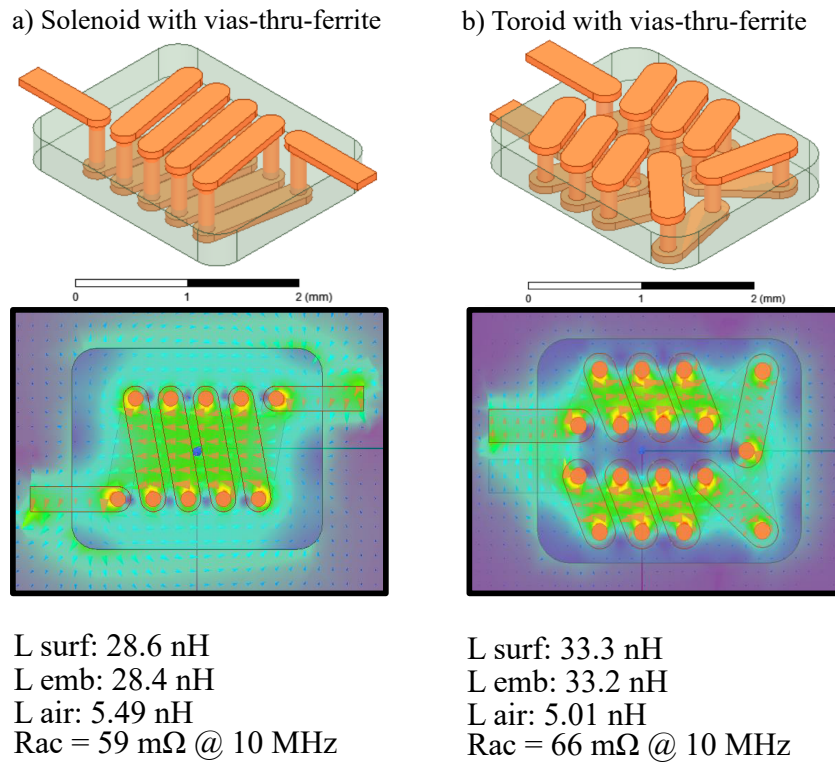 a) Solenoid with vias-thru-ferrite
0 1 2 (mm)
L surf: 28.6 nH
L emb: 28.4 nH
L air: 5.49 nH
Rac = 59 mΩ @ 10 MHz
b) Toroid with vias-thru-ferrite
0 1 2 (mm)
L surf: 33.3 nH
L emb: 33.2 nH
L air: 5.01 nH
Rac = 66 mΩ @ 10 MHz